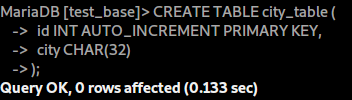 MariaDB [test_base]> CREATE TABLE city_table (
-> id INT AUTO_INCREMENT PRIMARY KEY,
-> city CHAR(32)
-> );
Query OK, 0 rows affected (0.133 sec)